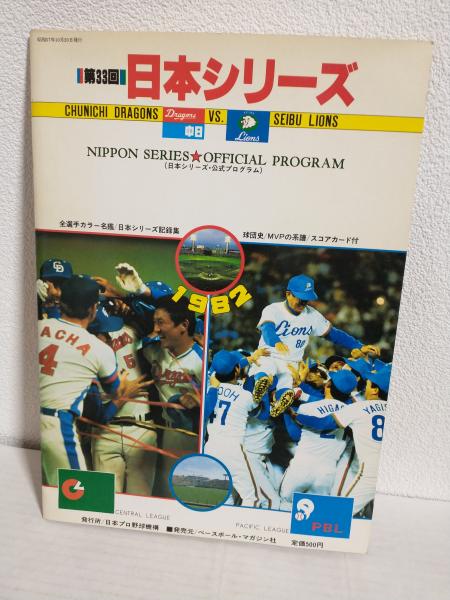 昭和57年10月23日発行
第33回 日本シリーズ
CHUNICHI DRAGONS Dragons 中日 VS. Lions SEIBU LIONS
NIPPON SERIES★OFFICIAL PROGRAM
(日本シリーズ・公式プログラム)
全選手カラー名鑑/日本シリーズ記録集
球団史/MVPの系譜/スコアカード付
1982
Lions
80
ACHA
4
5
OH
47
HIGA
YAGIS
8
CENTRAL LEAGUE
PACIFIC LEAGUE
PBL
発行所/日本プロ野球機構 ■発売元/ベースボール・マガジン社 定価500円